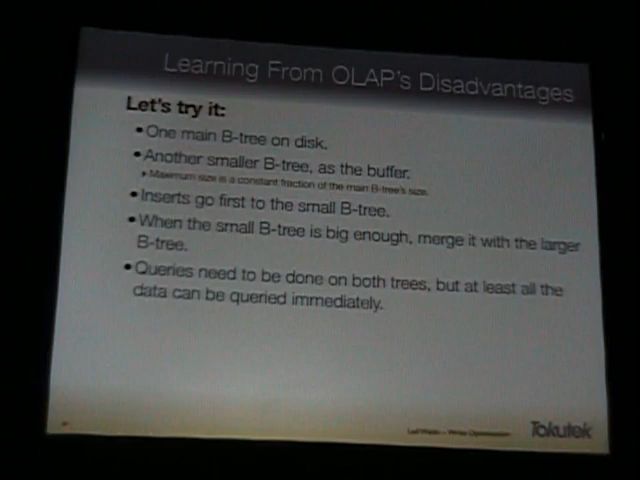 Learning From OLAP's Disadvantages
Let's try it:
• One main B-tree on disk.
• Another smaller B-tree, as the buffer.
▸ Maximum size is a constant fraction of the main B-tree's size.
• Inserts go first to the small B-tree.
• When the small B-tree is big enough, merge it with the larger
B-tree.
• Queries need to be done on both trees, but at least all the
data can be queried immediately.
Tokutek